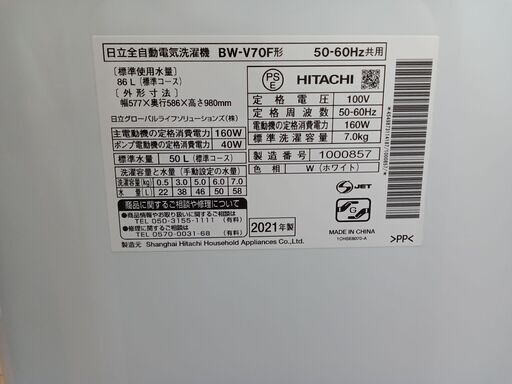 日立全自動電気洗濯機 BW-V70F形 50-60Hz共用
[標準使用水量]
86L(標準コース)
[外形寸法]
幅577×奥行586×高さ980mm
日立グローバルライフソリューションズ(株)
主電動機の定格消費電力 160W
ポンプ電動機の定格消費電力 40W
標準水量 50L(標準コース)
洗濯容量と水量(手動設定の水量)
洗濯容量(kg) 0.5 3.0 5.0 6.0 7.0
水量(L) 22 38 46 50 58
商品に関するご相談や修理について
●商品情報やお取り扱いに関するご相談
TEL 050-3155-1111 (有料)
●修理に関するご相談
TEL 0570-0031-68 (有料)
製造元 Shanghai Hitachi Household Appliances Co.,Ltd.
PS
E
HITACHI
定格電圧 100V
定格周波数 50-60Hz
定格消費電力 160W
標準洗濯容量 7.0kg
製造番号 1000857
色相 W(ホワイト)
2021年製
S-JET
G
MADE IN CHINA
>PP<